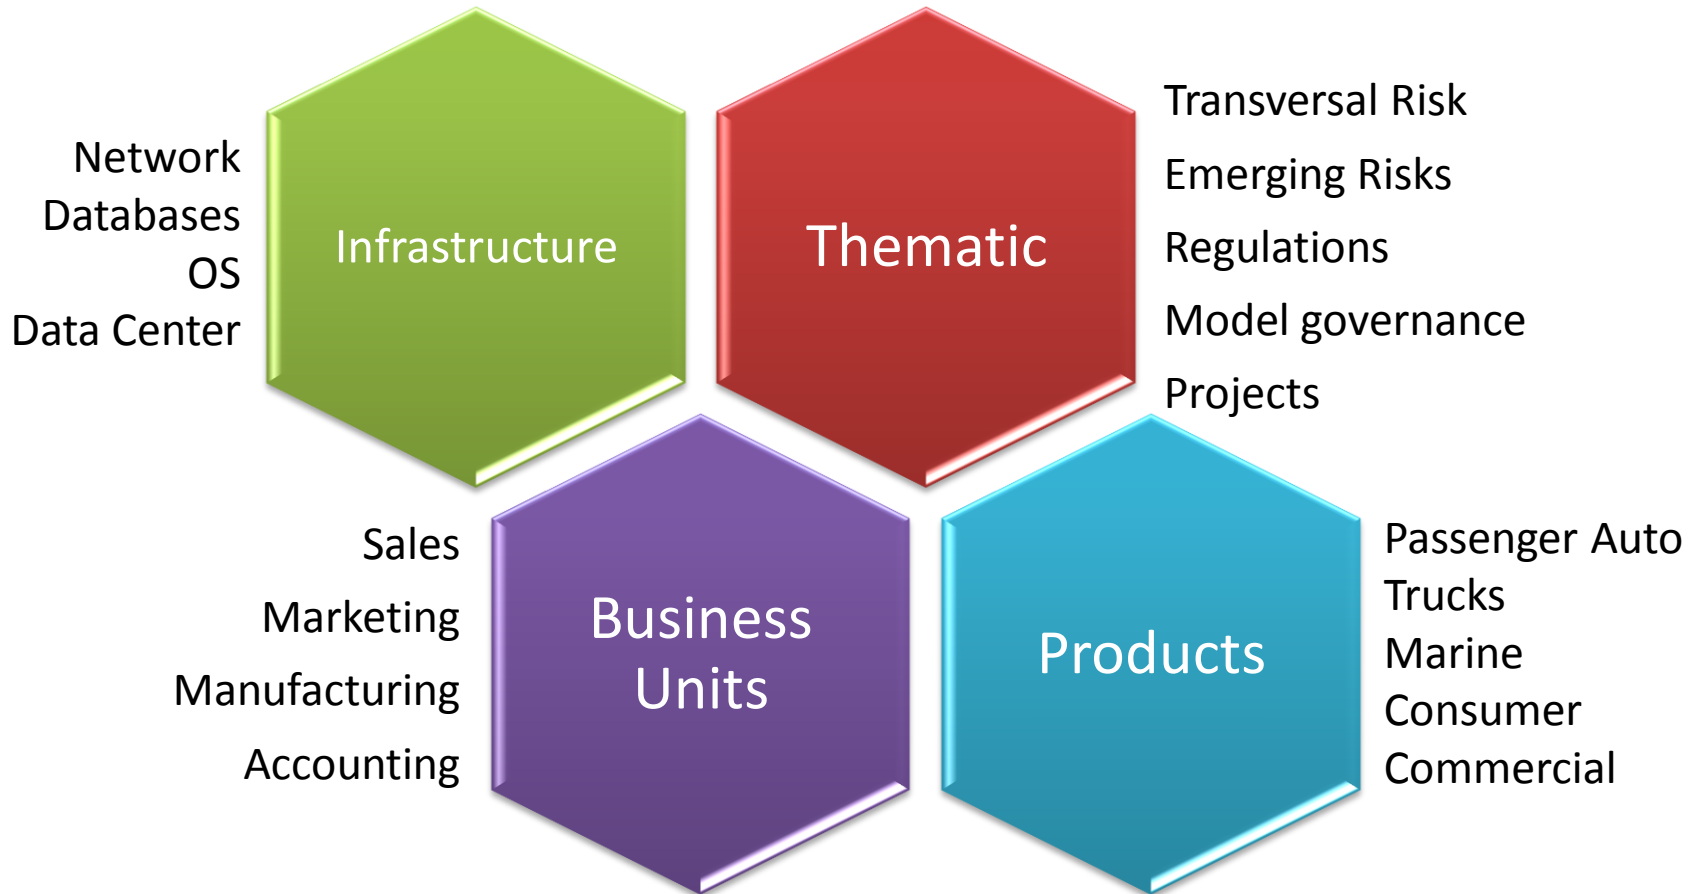 Network
Databases
OS
Data Center
Infrastructure
Thematic
Transversal Risk
Emerging Risks
Regulations
Model governance
Projects
Sales
Marketing
Manufacturing
Accounting
Business
Units
Products
Passenger Auto
Trucks
Marine
Consumer
Commercial